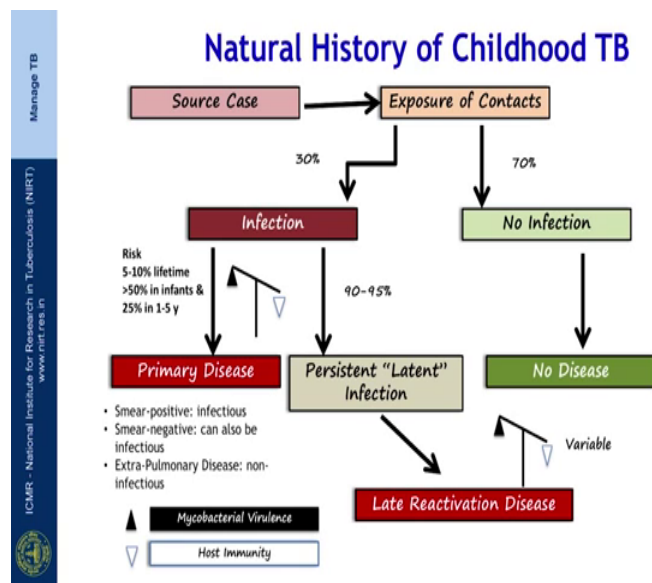 Natural History of Childhood TB
Manage TB
ICMR - National Institute for Research in Tuberculosis (NIRT)
www.nirt.res.in
Source Case
Exposure of Contacts
30%
70%
Infection
No Infection
Risk
5-10% lifetime
>50% in infants &
25% in 1-5 y
90-95%
Primary Disease
Persistent “Latent”
Infection
No Disease
• Smear-positive: infectious
• Smear-negative: can also be
infectious
• Extra-Pulmonary Disease: non-
infectious
Variable
Late Reactivation Disease
Mycobacterial Virulence
Host Immunity